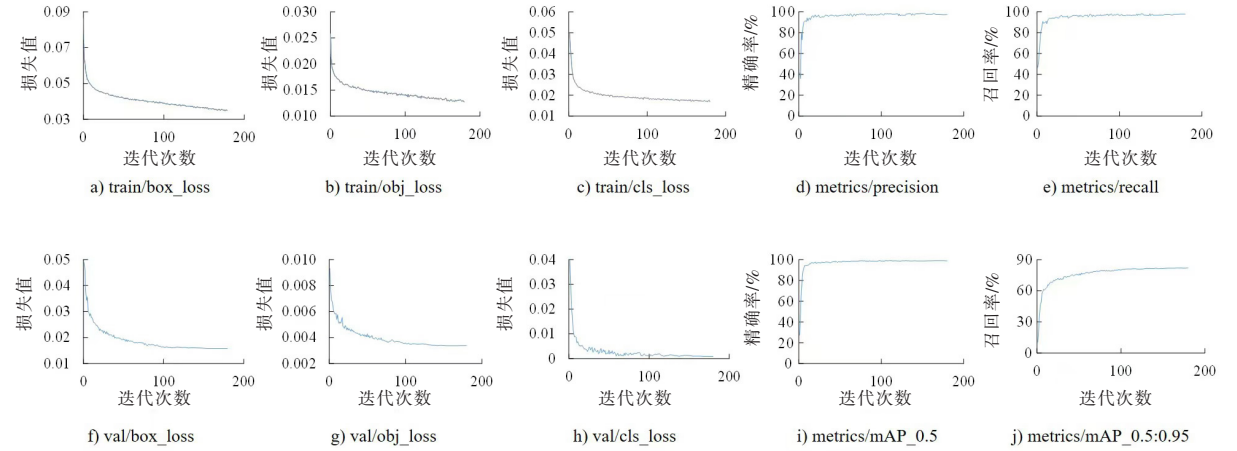 0.09
0.07
0.05
0.03
损失值
0
100
200
迭代次数
a) train/box_loss
0.030
0.025
0.020
0.015
0.010
损失值
0
100
200
迭代次数
b) train/obj_loss
0.06
0.05
0.04
0.03
0.02
0.01
损失值
0
100
200
迭代次数
c) train/cls_loss
100
80
60
40
20
0
精确率/%
0
100
200
迭代次数
d) metrics/precision
100
80
60
40
20
0
召回率/%
0
100
200
迭代次数
e) metrics/recall
0.05
0.04
0.03
0.02
0.01
损失值
0
100
200
迭代次数
f) val/box_loss
0.010
0.008
0.006
0.004
0.002
损失值
0
100
200
迭代次数
g) val/obj_loss
0.04
0.03
0.02
0.01
0
损失值
0
100
200
迭代次数
h) val/cls_loss
100
80
60
40
20
0
精确率/%
0
100
200
迭代次数
i) metrics/mAP_0.5
90
60
30
0
召回率/%
0
100
200
迭代次数
j) metrics/mAP_0.5:0.95